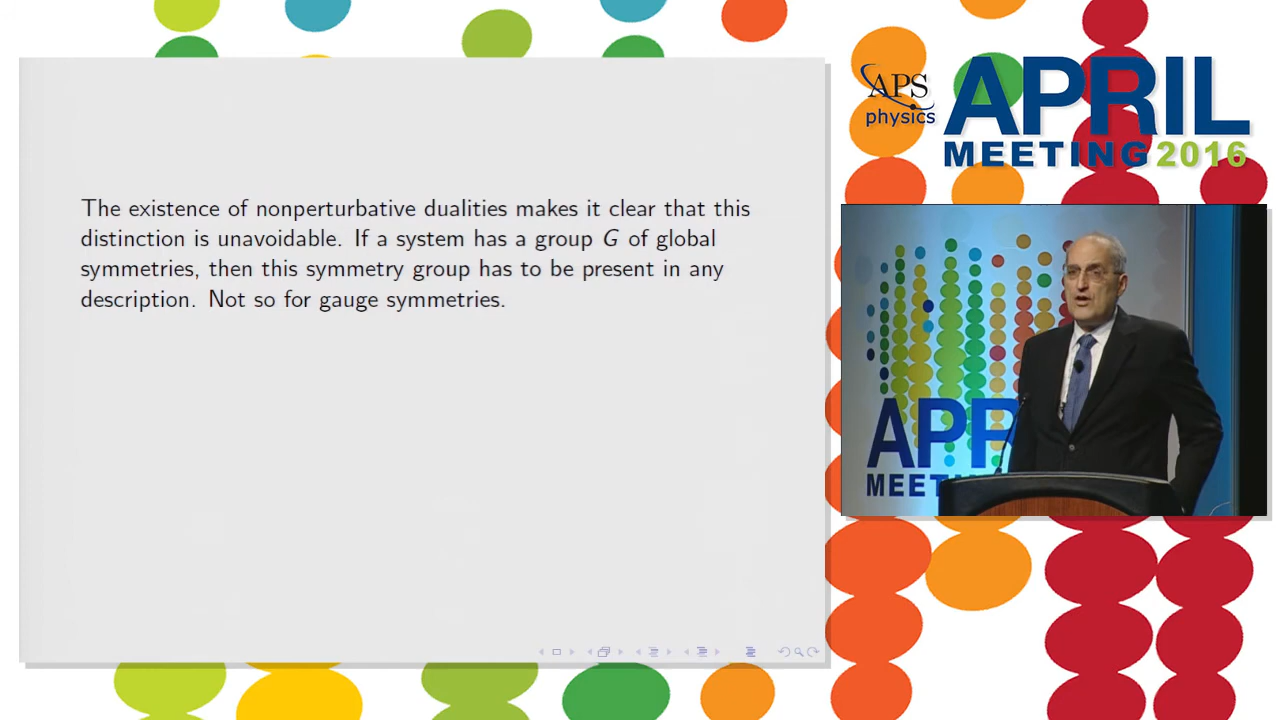 The existence of nonperturbative dualities makes it clear that this
distinction is unavoidable. If a system has a group G of global
symmetries, then this symmetry group has to be present in any
description. Not so for gauge symmetries.
APS
physics
APRIL
MEETING 2016
APR
MEET